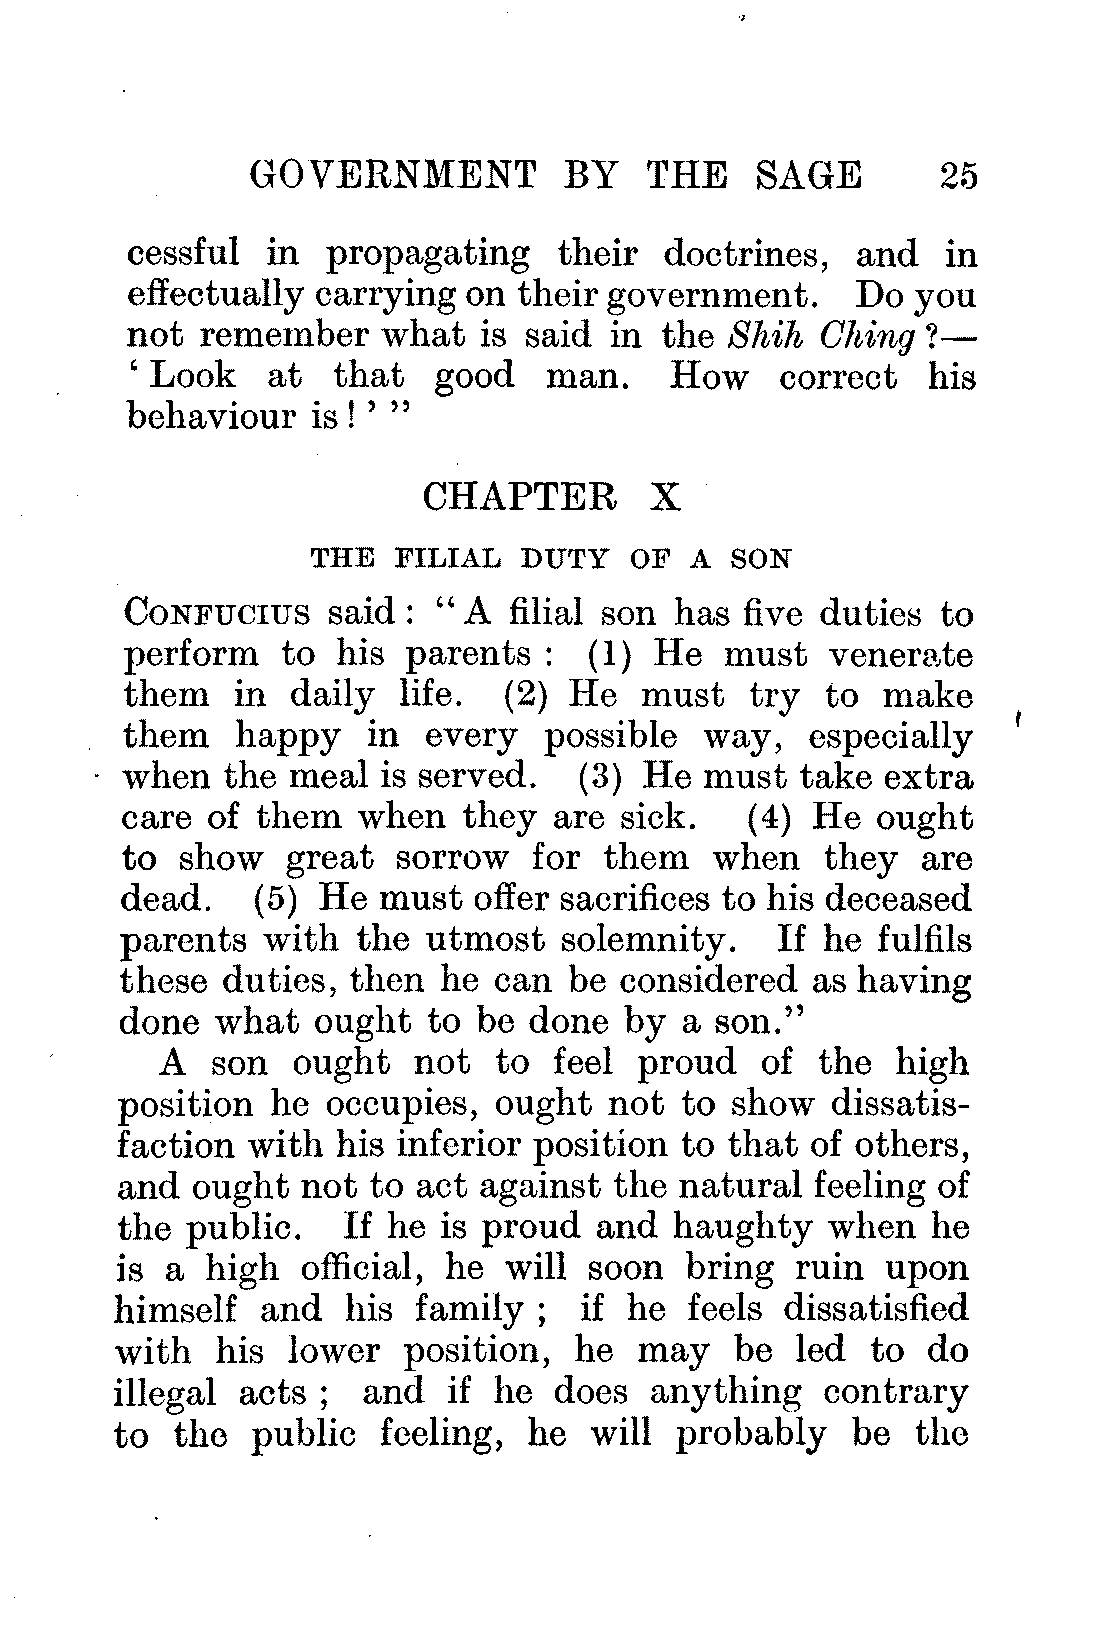 GOVERNMENT BY THE SAGE 25
cessful in propagating their doctrines, and in
effectually carrying on their government. Do you
not remember what is said in the Shih Ching ?—
‘ Look at that good man. How correct his
behaviour is ! ’ ”
CHAPTER X
THE FILIAL DUTY OF A SON
CONFUCIUS said : “ A filial son has five duties to
perform to his parents : (1) He must venerate
them in daily life. (2) He must try to make
them happy in every possible way, especially
when the meal is served. (3) He must take extra
care of them when they are sick. (4) He ought
to show great sorrow for them when they are
dead. (5) He must offer sacrifices to his deceased
parents with the utmost solemnity. If he fulfils
these duties, then he can be considered as having
done what ought to be done by a son.”
A son ought not to feel proud of the high
position he occupies, ought not to show dissatis-
faction with his inferior position to that of others,
and ought not to act against the natural feeling of
the public. If he is proud and haughty when he
is a high official, he will soon bring ruin upon
himself and his family ; if he feels dissatisfied
with his lower position, he may be led to do
illegal acts ; and if he does anything contrary
to the public feeling, he will probably be the